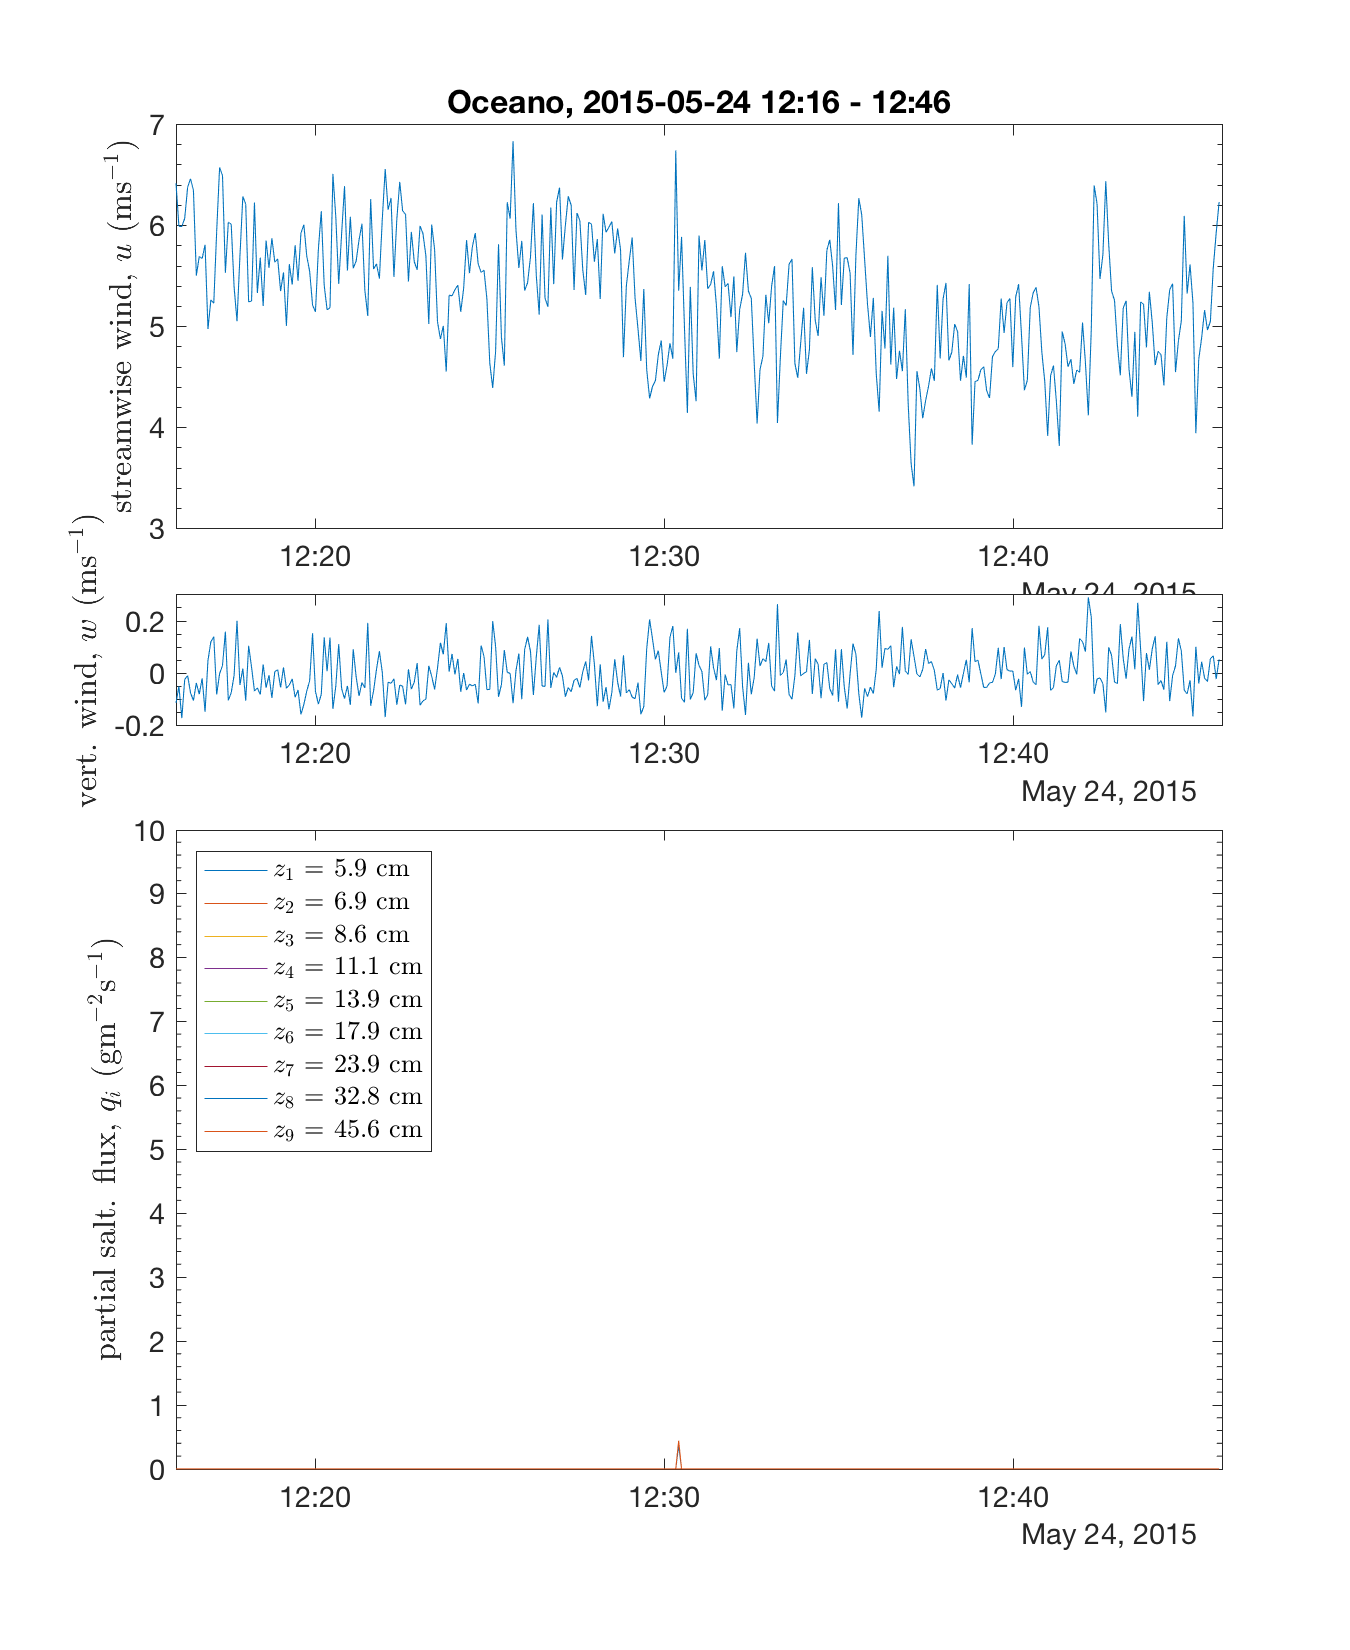 Oceano, 2015-05-24 12:16 - 12:46
streamwise wind, u (ms⁻¹)
7
6
5
4
3
12:20 12:30 12:40
May 24, 2015
vert. wind, w (ms⁻¹)
0.2
0
-0.2
12:20 12:30 12:40
May 24, 2015
partial salt. flux, qᵢ (gm⁻²s⁻¹)
10
9
8
7
6
5
4
3
2
1
0
z₁ = 5.9 cm
z₂ = 6.9 cm
z₃ = 8.6 cm
z₄ = 11.1 cm
z₅ = 13.9 cm
z₆ = 17.9 cm
z₇ = 23.9 cm
z₈ = 32.8 cm
z₉ = 45.6 cm
12:20 12:30 12:40
May 24, 2015